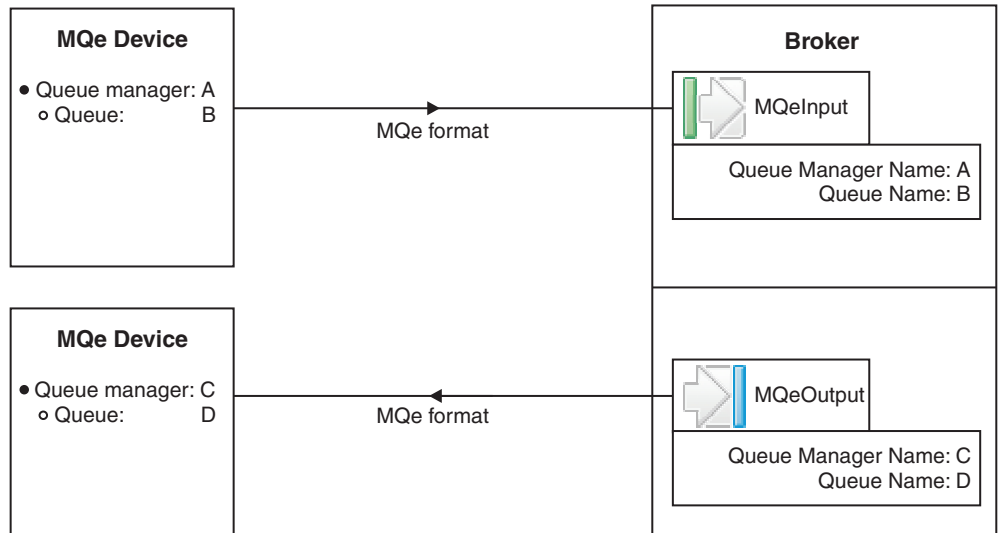 MQe Device
Queue manager: A
Queue: B
MQe format
Broker
MQeInput
Queue Manager Name: A
Queue Name: B
MQe Device
Queue manager: C
Queue: D
MQe format
MQeOutput
Queue Manager Name: C
Queue Name: D